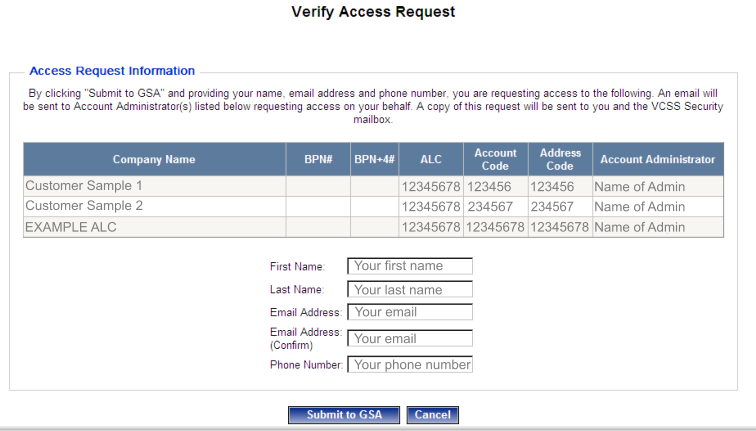 Verify Access Request
Access Request Information
By clicking "Submit to GSA" and providing your name, email address and phone number, you are requesting access to the following. An email will
be sent to Account Administrator(s) listed below requesting access on your behalf. A copy of this request will be sent to you and the VCSS Security
mailbox.
Company Name BPN# BPN+4# ALC Account Code Address Code Account Administrator
Customer Sample 1 12345678 123456 123456 Name of Admin
Customer Sample 2 12345678 234567 234567 Name of Admin
EXAMPLE ALC 12345678 12345678 12345678 Name of Admin
First Name: Your first name
Last Name: Your last name
Email Address: Your email
Email Address: (Confirm) Your email
Phone Number: Your phone number
Submit to GSA Cancel